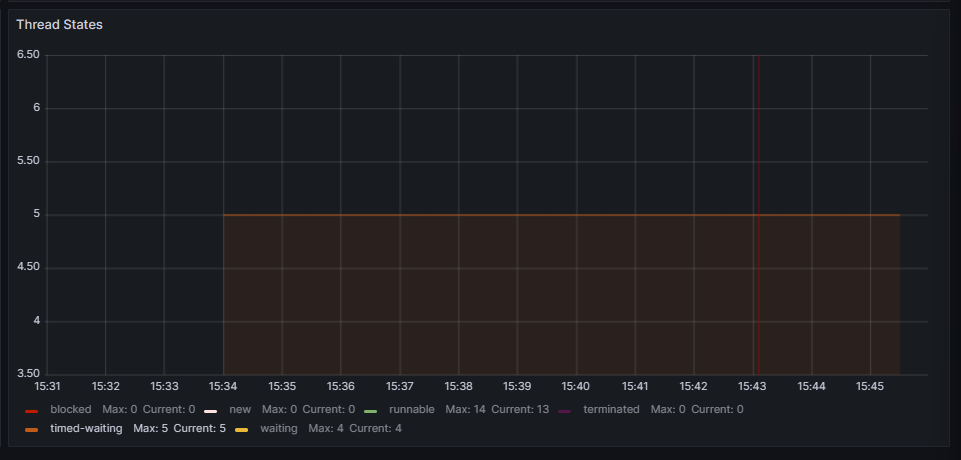 Thread States
6.50
6
5.50
5
4.50
4
3.50
15:31 15:32 15:33 15:34 15:35 15:36 15:37 15:38 15:39 15:40 15:41 15:42 15:43 15:44 15:45
blocked Max: 0 Current: 0 new Max: 0 Current: 0 runnable Max: 14 Current: 13 terminated Max: 0 Current: 0
timed-waiting Max: 5 Current: 5 waiting Max: 4 Current: 4